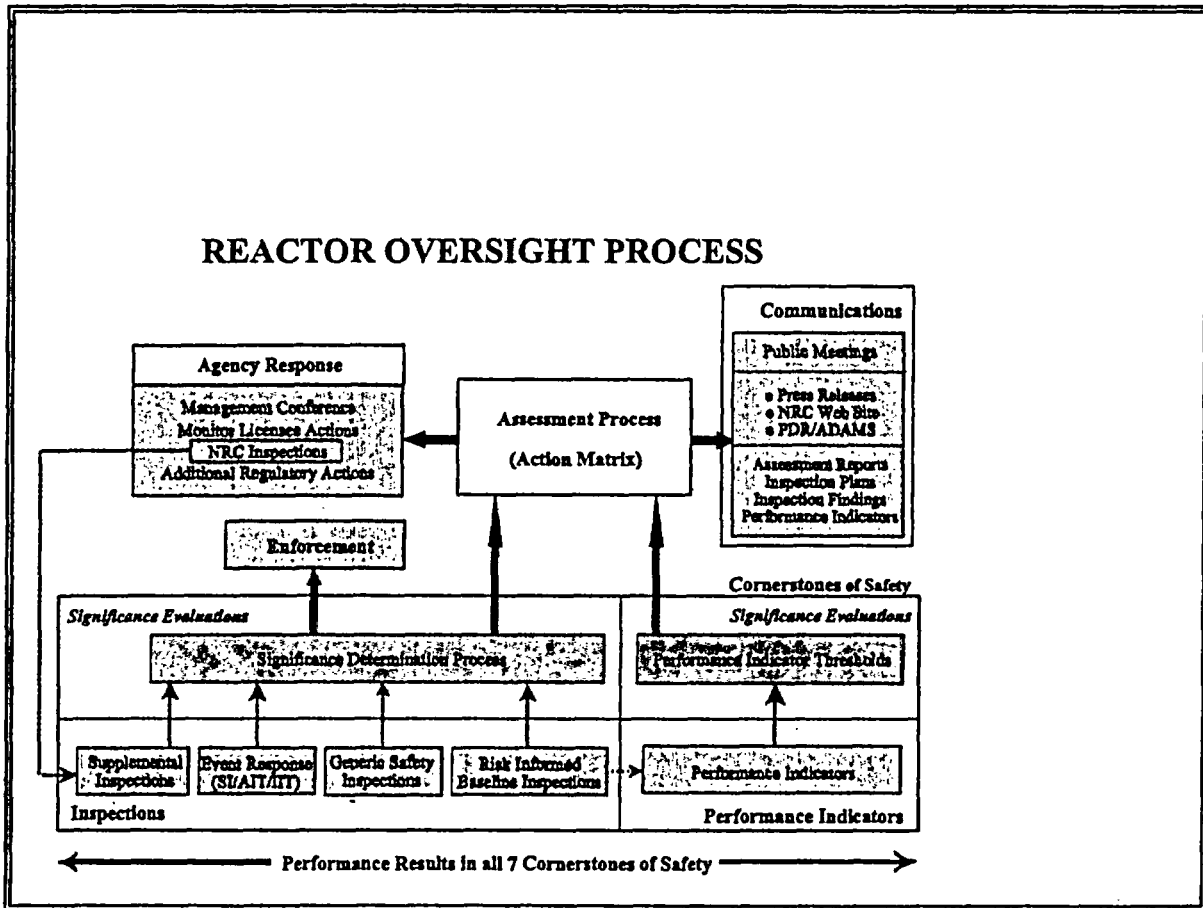 REACTOR OVERSIGHT PROCESS
Communications
Public Meetings
• Press Releases
• NRC Web Site
• PDR/ADAMS
Assessment Reports
Inspection Plans
Inspection Findings
Performance Indicators
Agency Response
Management Conference
Monitor Licenses Actions
NRC Inspections
Additional Regulatory Actions
Assessment Process
(Action Matrix)
Enforcement
Cornerstones of Safety
Significance Evaluations
Significance Evaluations
Significance Determination Process
Performance Indicator Thresholds
Supplemental
Inspections
Event Response
(SI/AIT/IIT)
Generic Safety
Inspections
Risk Informed
Baseline Inspections
Performance Indicators
Inspections
Performance Indicators
Performance Results in all 7 Cornerstones of Safety